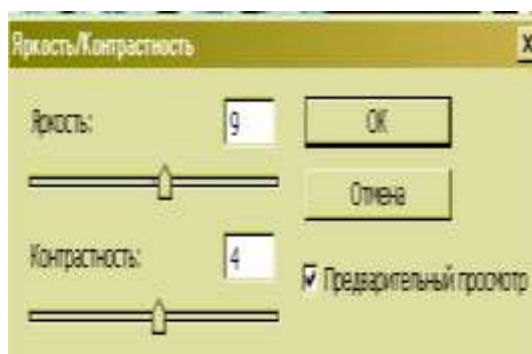 Яркость/Контрастность X
Яркость: 9 OK
Отмена
Контрастность: 4
Предварительный просмотр